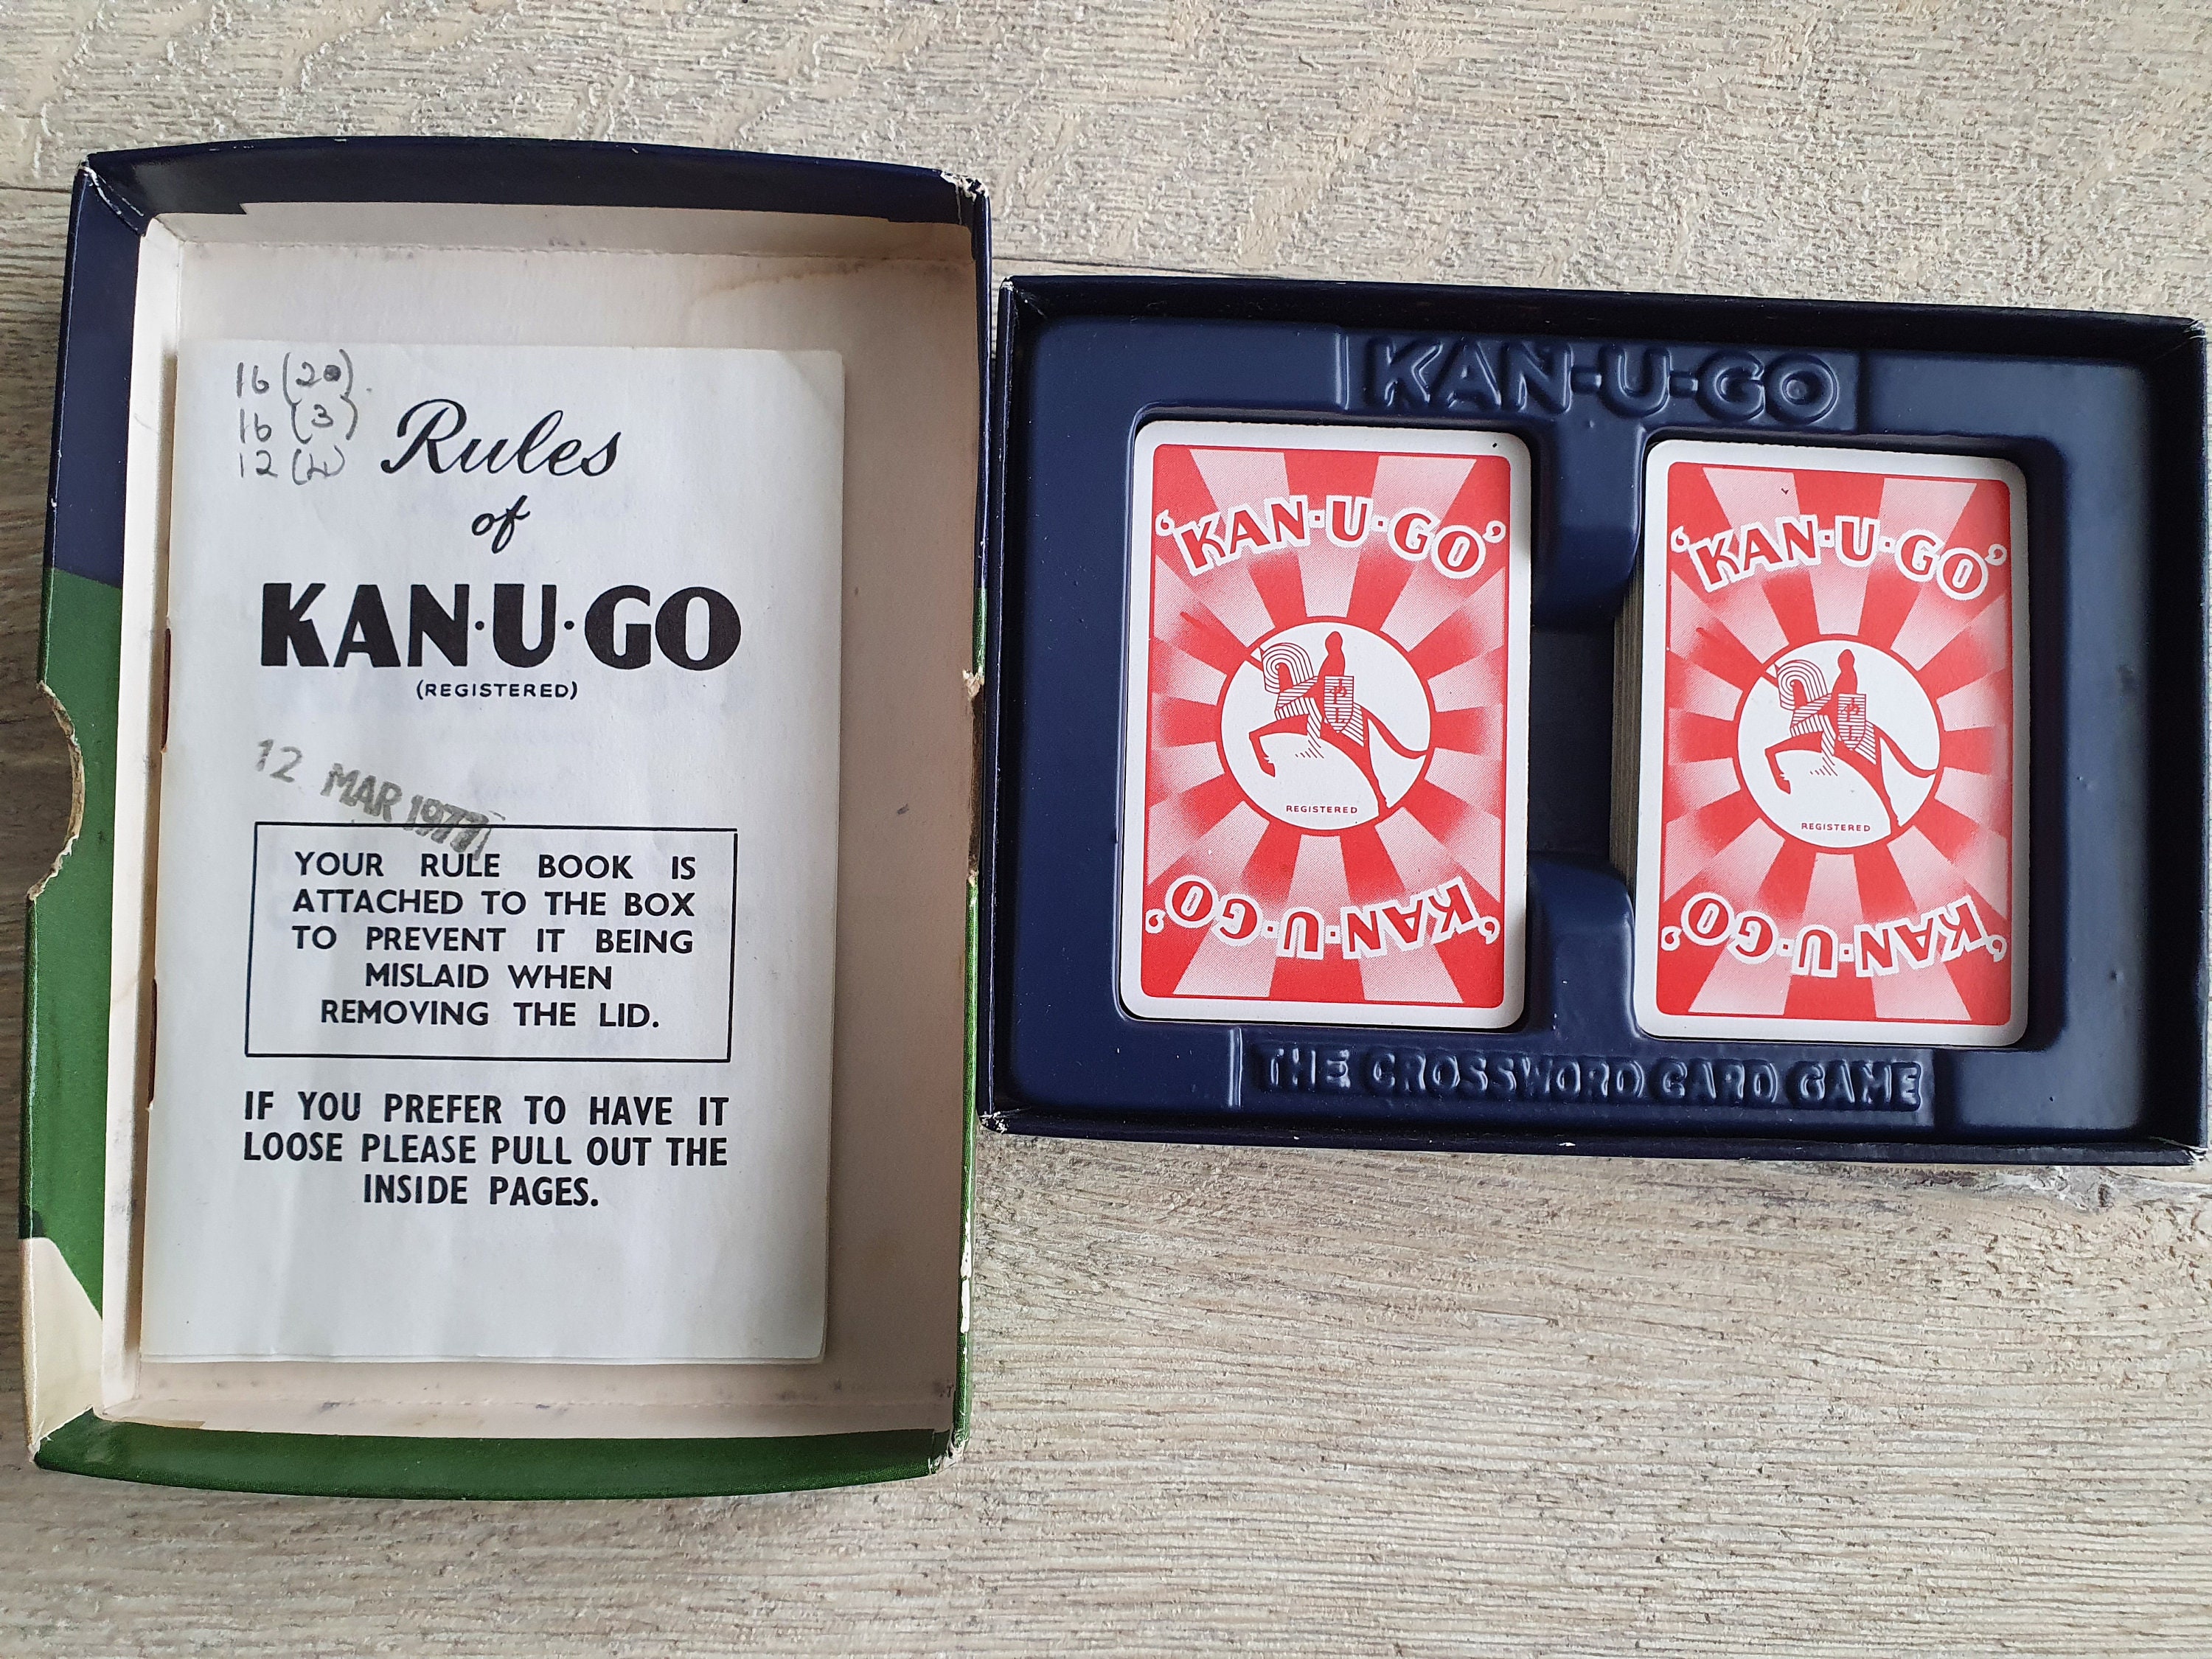 16 (20).
16 (3)
12 (4)
Rules
of
KAN·U·GO
(REGISTERED)
12 MAR 1977
YOUR RULE BOOK IS
ATTACHED TO THE BOX
TO PREVENT IT BEING
MISLAID WHEN
REMOVING THE LID.
IF YOU PREFER TO HAVE IT
LOOSE PLEASE PULL OUT THE
INSIDE PAGES.
KAN-U-GO
'KAN·U·GO'
REGISTERED
'KAN·U·GO'
'KAN·U·GO'
REGISTERED
'KAN·U·GO'
THE CROSSWORD CARD GAME